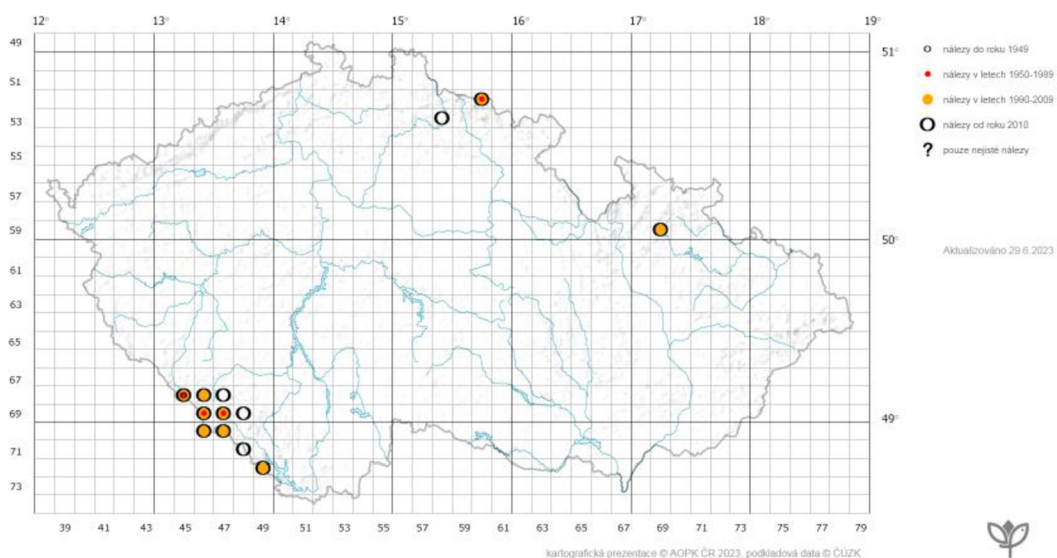 12° 13° 14° 15° 16° 17° 18° 19°
49
51°
51
53
55
57
59
50°
61
63
65
67
69
49°
71
73
39 41 43 45 47 49 51 53 55 57 59 61 63 65 67 69 71 73 75 77 79
nálezy do roku 1949
nálezy v letech 1950-1989
nálezy v letech 1990-2009
nálezy od roku 2010
? pouze nejisté nálezy
Aktualizováno 29.6.2023
kartografická prezentace © AOPK ČR 2023, podkladová data © ČÚZK